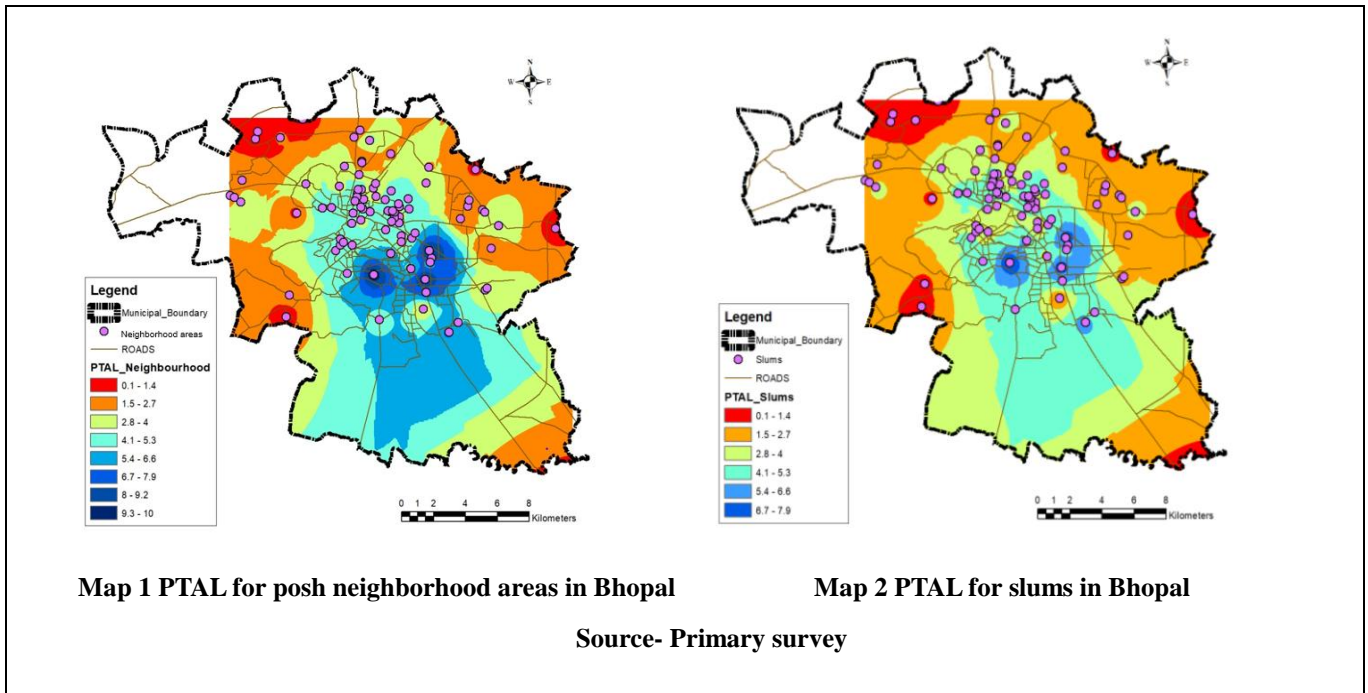 N
W E
S
Legend
Municipal_Boundary
Neighborhood areas
ROADS
PTAL_Neighbourhood
0.1 - 1.4
1.5 - 2.7
2.8 - 4
4.1 - 5.3
5.4 - 6.6
6.7 - 7.9
8 - 9.2
9.3 - 10
0 1 2 4 6 8
Kilometers
N
W E
S
Legend
Municipal_Boundary
Slums
ROADS
PTAL_Slums
0.1 - 1.4
1.5 - 2.7
2.8 - 4
4.1 - 5.3
5.4 - 6.6
6.7 - 7.9
0 1 2 4 6 8
Kilometers
Map 1 PTAL for posh neighborhood areas in Bhopal
Map 2 PTAL for slums in Bhopal
Source- Primary survey